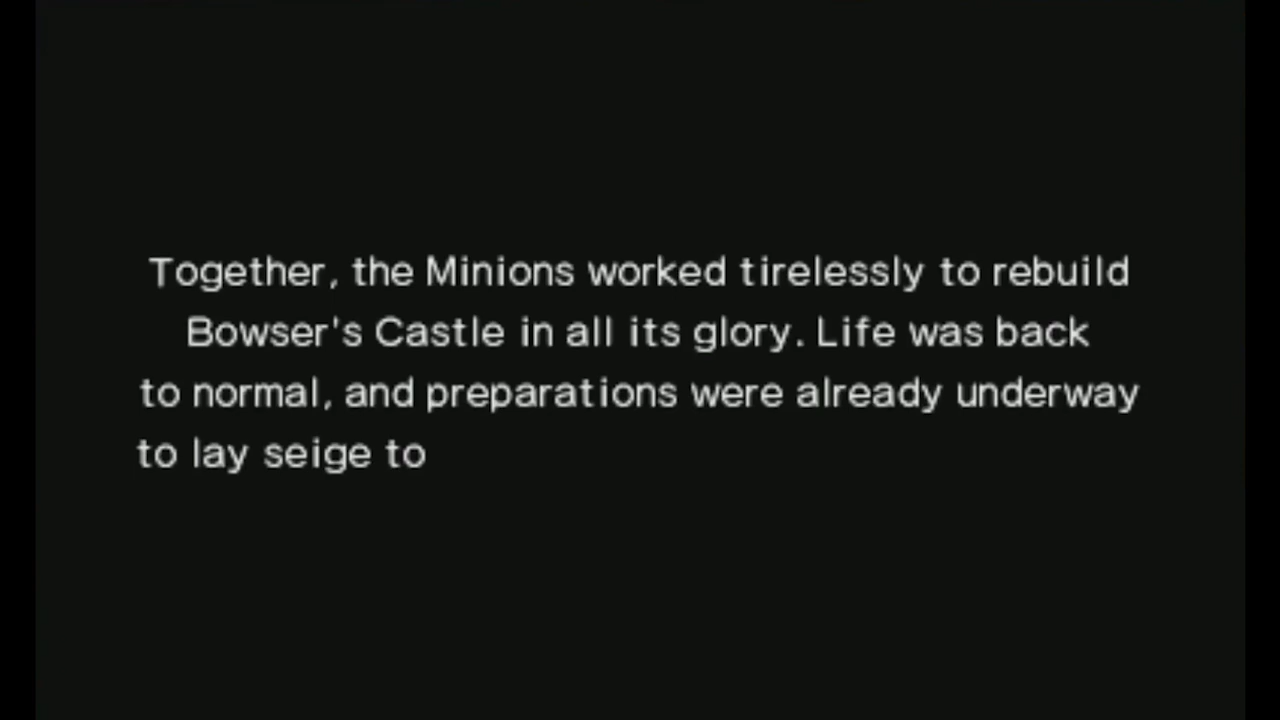 Together, the Minions worked tirelessly to rebuild
Bowser's Castle in all its glory. Life was back
to normal, and preparations were already underway
to lay seige to